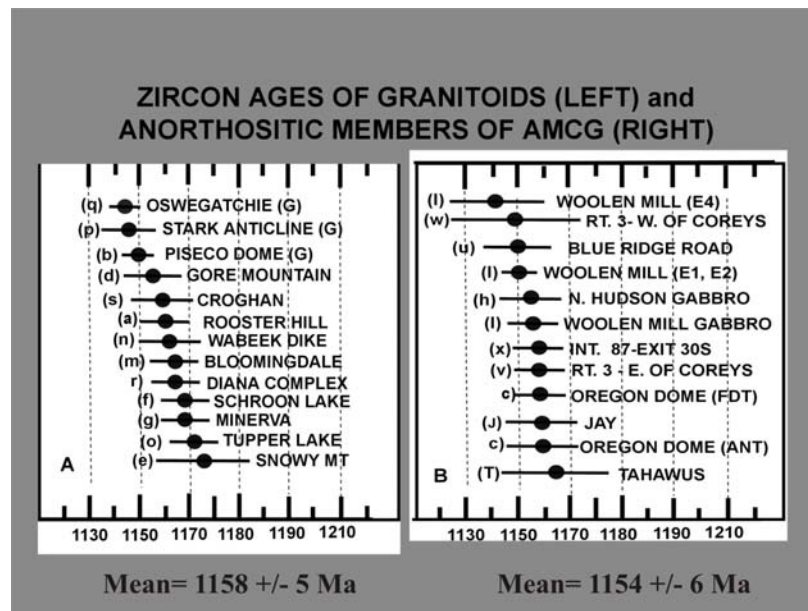 ZIRCON AGES OF GRANITOIDS (LEFT) and
ANORTHOSITIC MEMBERS OF AMCG (RIGHT)
(q) OSWEGATCHIE (G)
(p) STARK ANTICLINE (G)
(b) PISECO DOME (G)
(d) GORE MOUNTAIN
(s) CROGHAN
(a) ROOSTER HILL
(n) WABEEK DIKE
(m) BLOOMINGDALE
r) DIANA COMPLEX
(f) SCHROON LAKE
(g) MINERVA
(o) TUPPER LAKE
(e) SNOWY MT
A
1130 1150 1170 1180 1190 1210
Mean= 1158 +/- 5 Ma
(l) WOOLEN MILL (E4)
(w) RT. 3- W. OF COREYS
(u) BLUE RIDGE ROAD
(l) WOOLEN MILL (E1, E2)
(h) N. HUDSON GABBRO
(l) WOOLEN MILL GABBRO
(x) INT. 87-EXIT 30S
(v) RT. 3 - E. OF COREYS
c) OREGON DOME (FDT)
(J) JAY
c) OREGON DOME (ANT)
(T) TAHAWUS
B
1130 1150 1170 1180 1190 1210
Mean= 1154 +/- 6 Ma